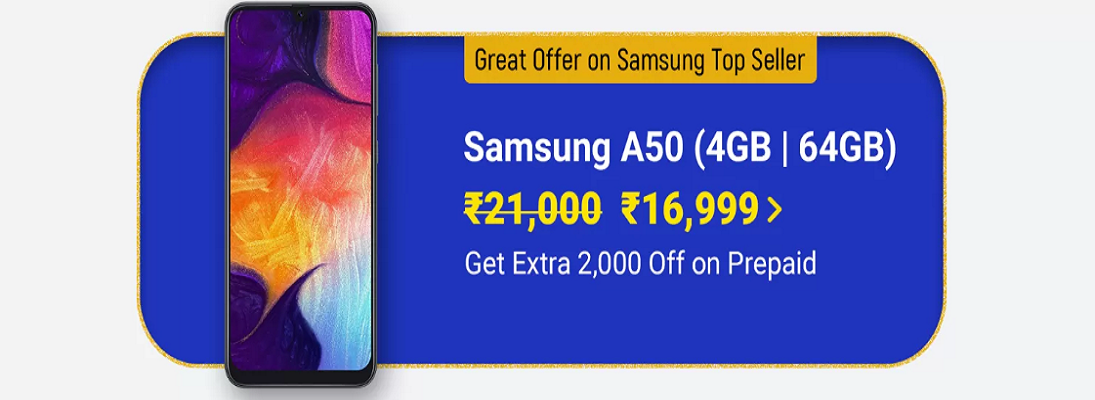 Great Offer on Samsung Top Seller
Samsung A50 (4GB | 64GB)
₹21,000 ₹16,999 >
Get Extra 2,000 Off on Prepaid